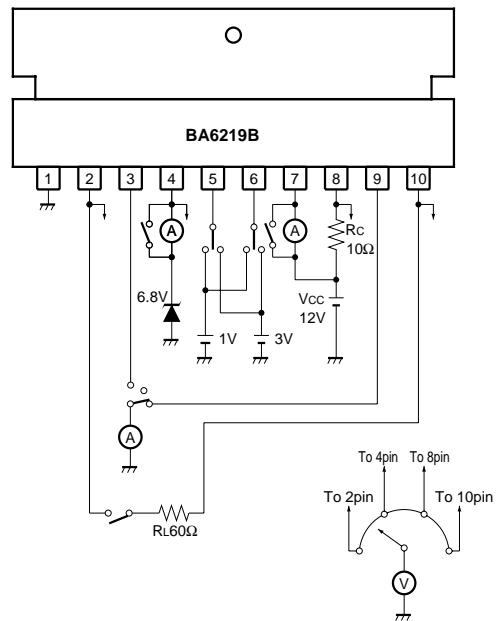 BA6219B
1 2 3 4 5 6 7 8 9 10
A A RC
10Ω
6.8V
VCC
12V
1V 3V
A
To 4pin To 8pin
To 2pin To 10pin
RL60Ω
V